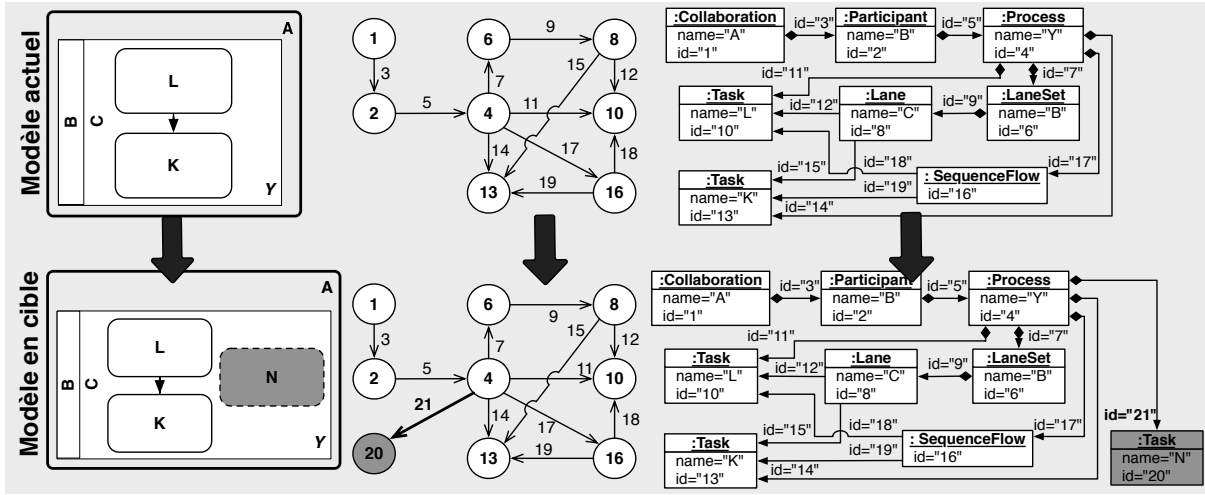 Modèle actuel
A
B
C
L
K
Y
1
3
2
5
4
6
7
9
8
15
12
11
10
14
17
18
13
19
16
:Collaboration
name="A"
id="1"
id="3"
:Participant
name="B"
id="2"
id="5"
:Process
name="Y"
id="4"
id="11"
id="7"
:Task
name="L"
id="10"
id="12"
:Lane
name="C"
id="8"
id="9"
:LaneSet
name="B"
id="6"
id="15"
id="18"
id="17"
:Task
name="K"
id="13"
id="19"
: SequenceFlow
id="16"
id="14"
Modèle en cible
A
B
C
L
K
N
Y
1
3
2
5
4
6
7
9
8
15
12
11
10
21
14
17
18
20
13
19
16
:Collaboration
name="A"
id="1"
id="3"
:Participant
name="B"
id="2"
id="5"
:Process
name="Y"
id="4"
id="11"
id="7"
:Task
name="L"
id="10"
id="12"
:Lane
name="C"
id="8"
id="9"
:LaneSet
name="B"
id="6"
id="15"
id="18"
id="17"
id="21"
:Task
name="K"
id="13"
id="19"
: SequenceFlow
id="16"
id="14"
:Task
name="N"
id="20"